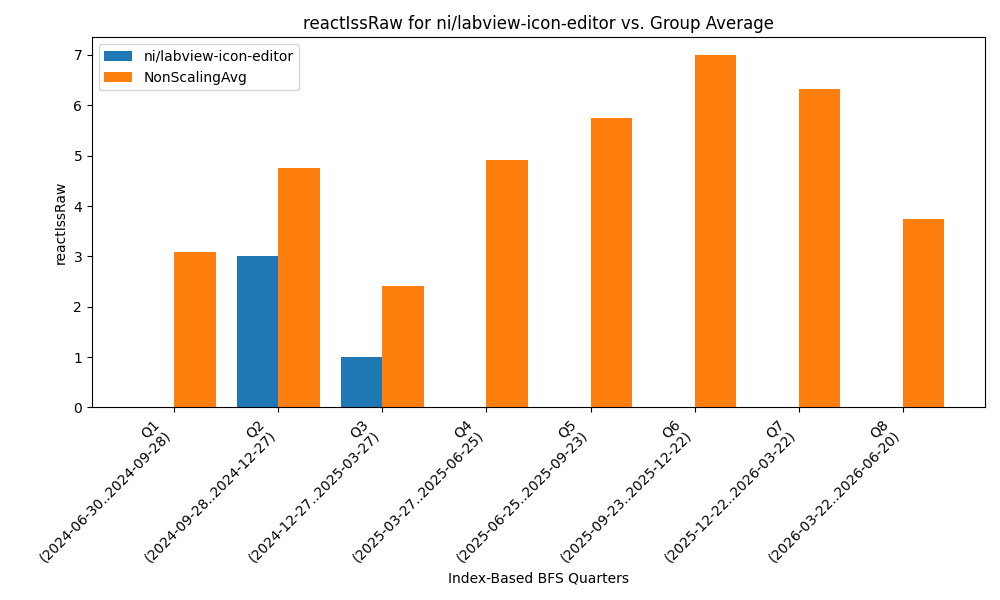 reactIssRaw for ni/labview-icon-editor vs. Group Average
ni/labview-icon-editor
NonScalingAvg
reactIssRaw
7
6
5
4
3
2
1
0
Q1
(2024-06-30..2024-09-28)
Q2
(2024-09-28..2024-12-27)
Q3
(2024-12-27..2025-03-27)
Q4
(2025-03-27..2025-06-25)
Q5
(2025-06-25..2025-09-23)
Q6
(2025-09-23..2025-12-22)
Q7
(2025-12-22..2026-03-22)
Q8
(2026-03-22..2026-06-20)
Index-Based BFS Quarters